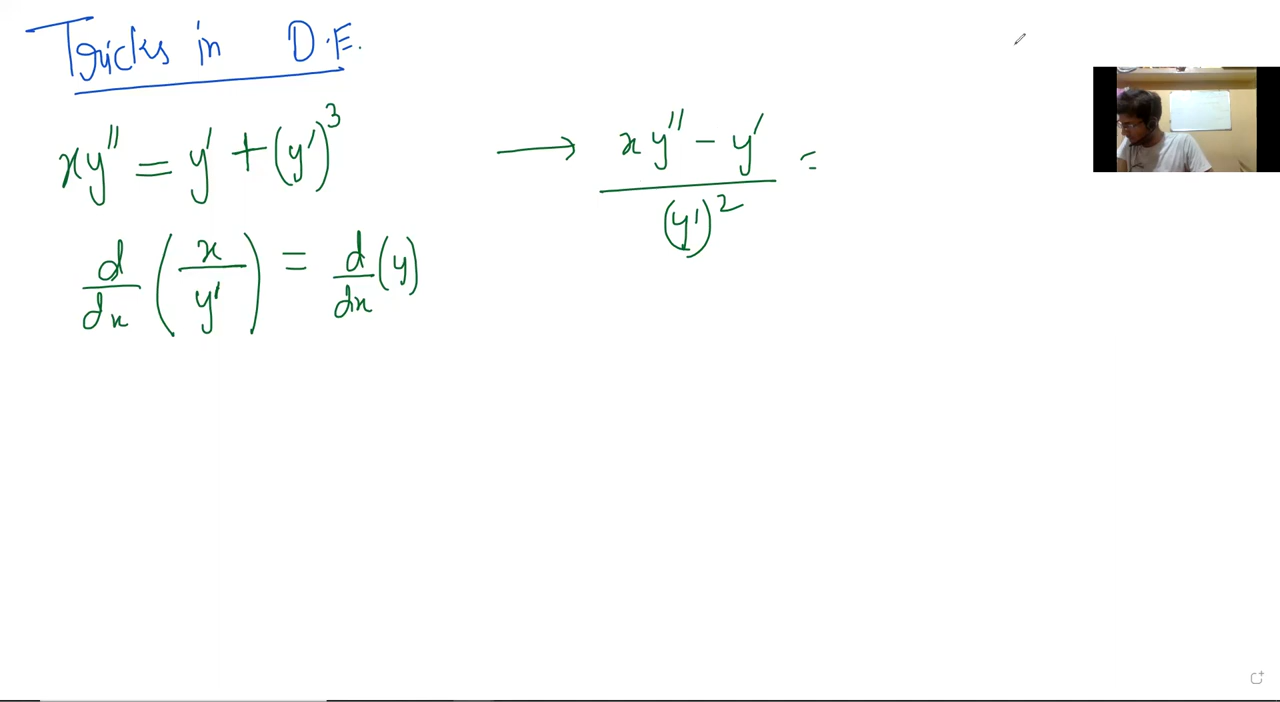 Tricks in D.E.
xy'' = y' + (y')^3 ⟶ (xy'' - y')/(y')^2 =
d/dx (x/y') = d/dx (y)